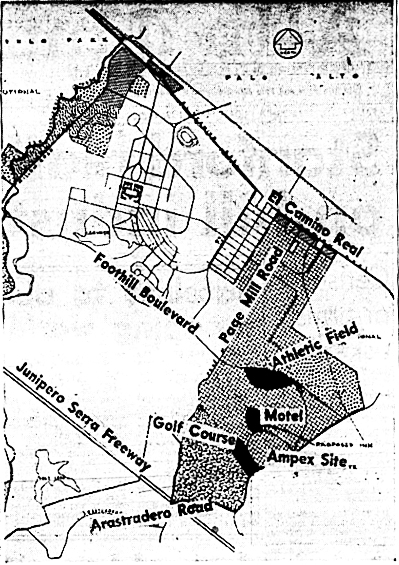 PARK
PALO ALTO
El Camino Real
Foothill Boulevard
Page Mill Road
Athletic Field
Junipero Serra Freeway
Motel
Golf Course
PROPOSED
Ampex Site
Arastradero Road